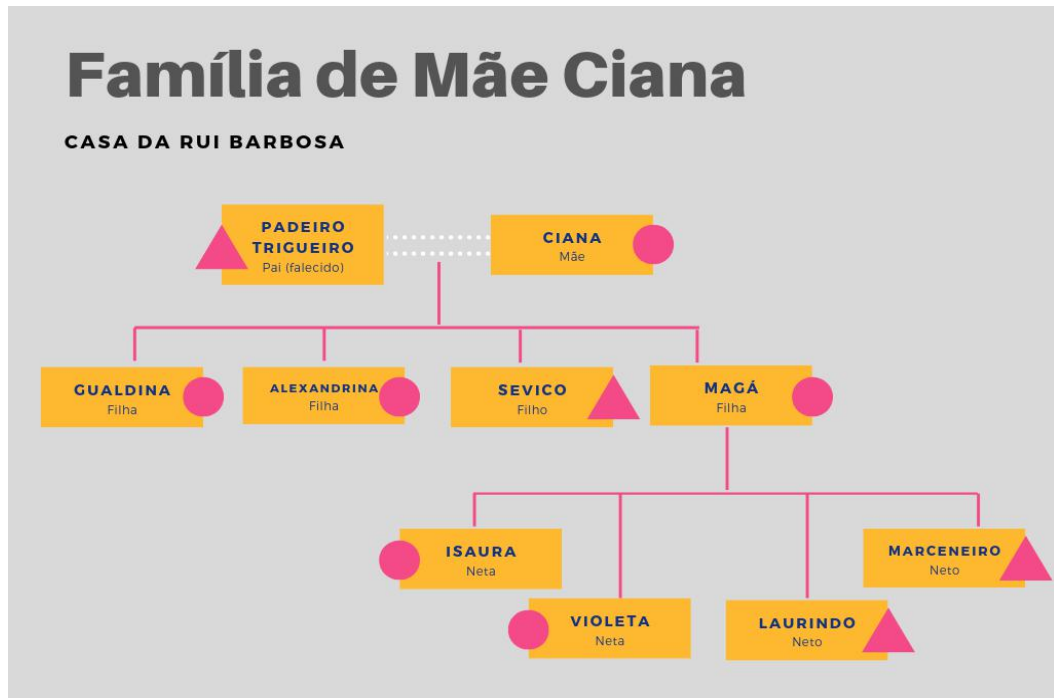 Família de Mãe Ciana
CASA DA RUI BARBOSA
PADEIRO
TRIGUEIRO
Pai (falecido)
CIANA
Mãe
GUALDINA
Filha
ALEXANDRINA
Filha
SEVICO
Filho
MAGÁ
Filha
ISAURA
Neta
MARCENEIRO
Neto
VIOLETA
Neta
LAURINDO
Neto